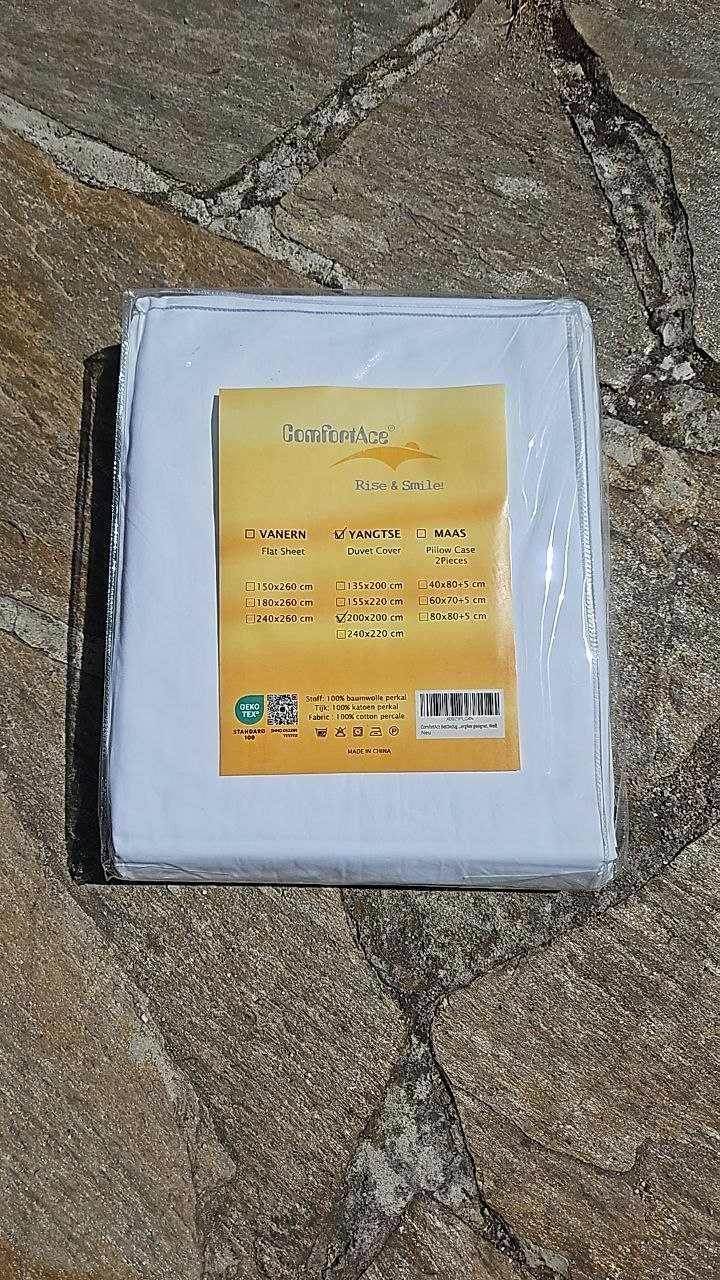 ComfortAce®
Rise & Smile!
VANERN
Flat Sheet
150x260 cm
180x260 cm
240x260 cm
YANGTSE
Duvet Cover
135x200 cm
155x220 cm
200x200 cm
240x220 cm
MAAS
Pillow Case
2Pieces
40x80+5 cm
60x70+5 cm
80x80+5 cm
OEKO
TEX®
STANDARD
100
TESTEX
Stoff: 100% baumwolle perkal
Tijk: 100% katoen perkal
Fabric : 100% cotton percale
MADE IN CHINA
Neu